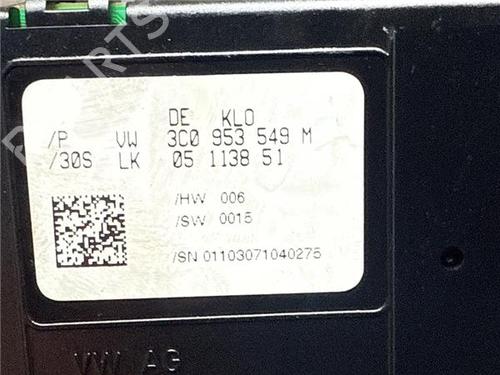 DE KLO
/P VW 3C0 953 549 M
/30S LK 05 1138 51
/HW 006
/SW 0015
/SN 01103071040275
VW AG
PARTS